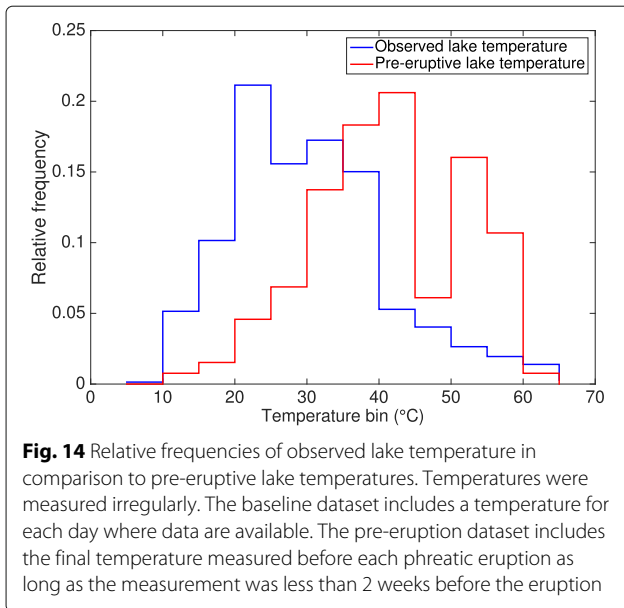 0.25
Observed lake temperature
Pre-eruptive lake temperature
0.2
0.15
0.1
0.05
0
Relative frequency
0 10 20 30 40 50 60 70
Temperature bin (°C)
Fig. 14 Relative frequencies of observed lake temperature in
comparison to pre-eruptive lake temperatures. Temperatures were
measured irregularly. The baseline dataset includes a temperature for
each day where data are available. The pre-eruption dataset includes
the final temperature measured before each phreatic eruption as
long as the measurement was less than 2 weeks before the eruption